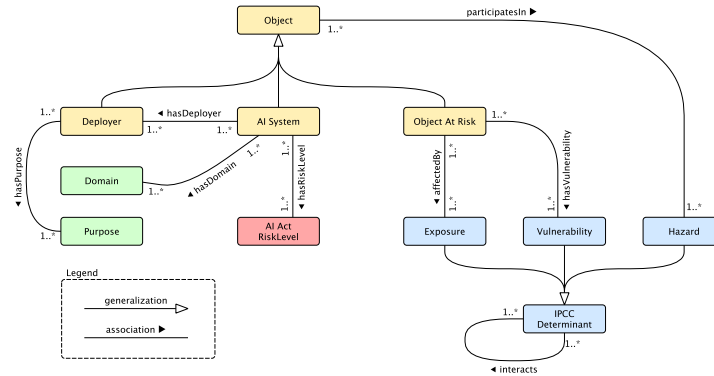 participatesIn ▶
Object
1..*
1..*
◀ hasDeployer
1..*
Deployer
AI System
Object At Risk
1..*
1..*
1..*
1..*
1..*
1..*
◀ hasPurpose
◀ hasDomain
◀ hasRiskLevel
◀ affectedBy
◀ hasVulnerability
Domain
1..*
1..*
1..*
1..*
1..*
1..*
Purpose
AI Act
RiskLevel
Exposure
Vulnerability
Hazard
Legend
generalization
association ▶
1..*
IPCC
Determinant
1..*
◀ interacts